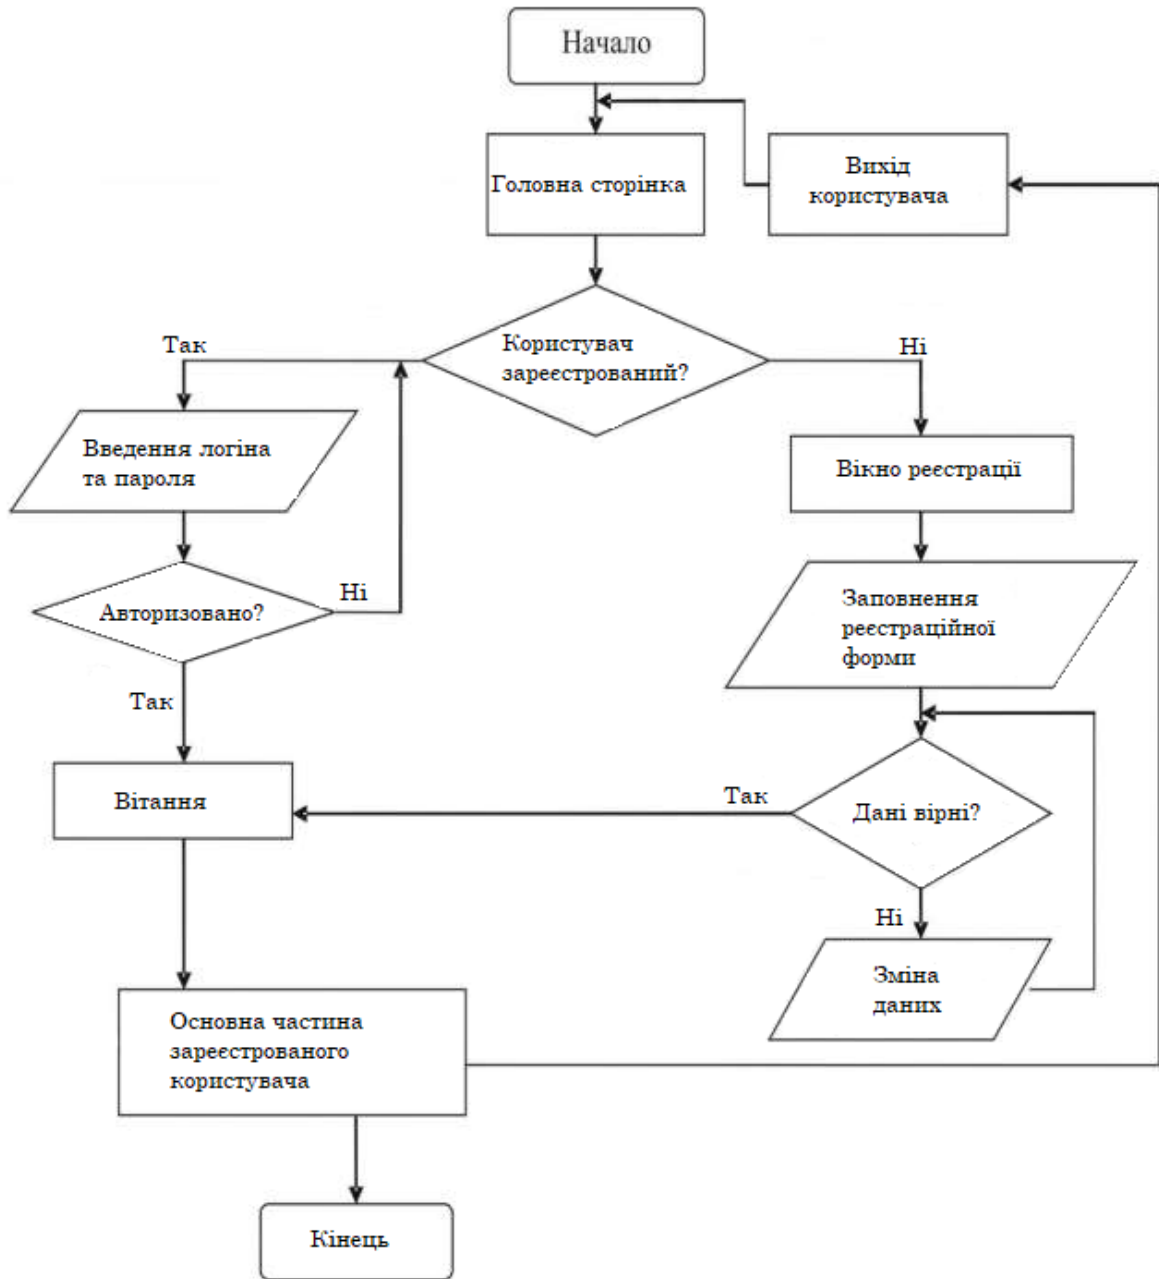 Начало
Головна сторінка
Вихід
користувача
Користувач
зареєстрований?
Так
Ні
Введення логіна
та пароля
Вікно реєстрації
Авторизовано?
Ні
Заповнення
реєстраційної
форми
Так
Вітання
Так
Дані вірні?
Ні
Зміна
даних
Основна частина
зареєстрованого
користувача
Кінець